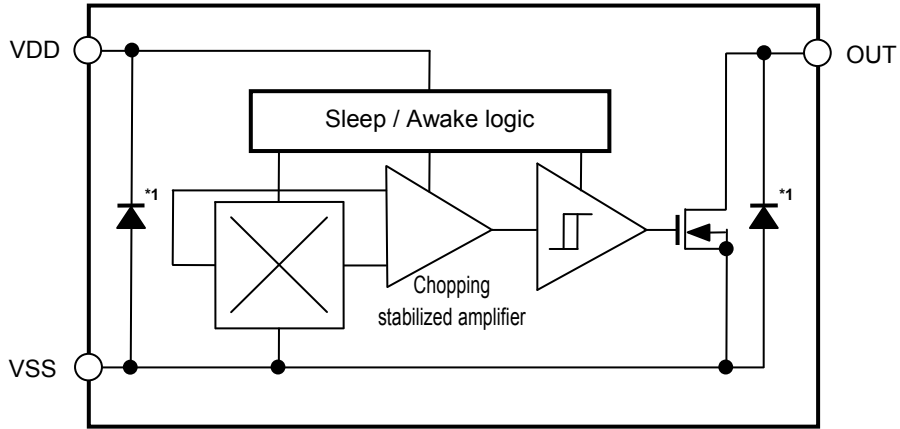 VDD
OUT
Sleep / Awake logic
*1
*1
Chopping
stabilized amplifier
VSS